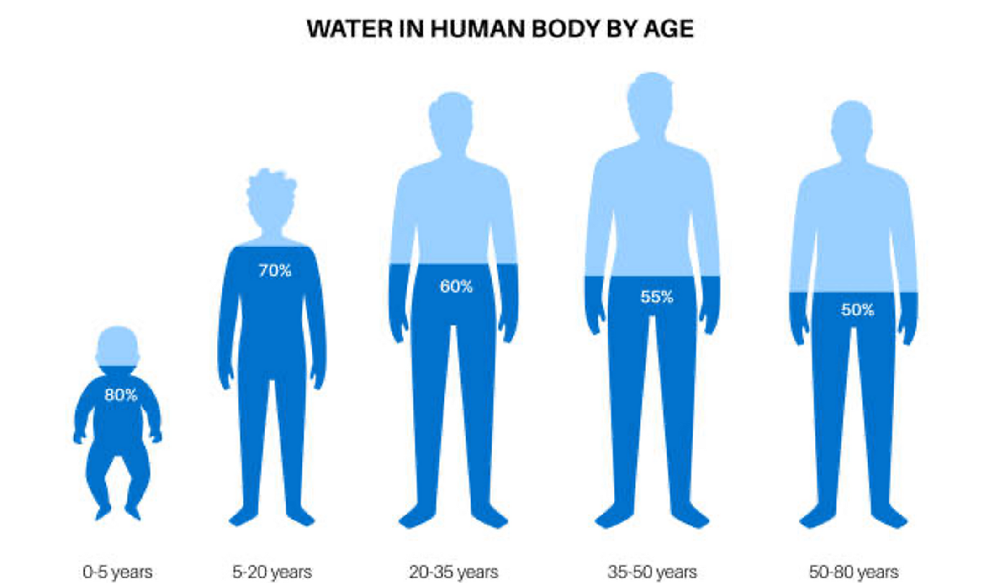 WATER IN HUMAN BODY BY AGE
80%
70%
60%
55%
50%
0-5 years
5-20 years
20-35 years
35-50 years
50-80 years